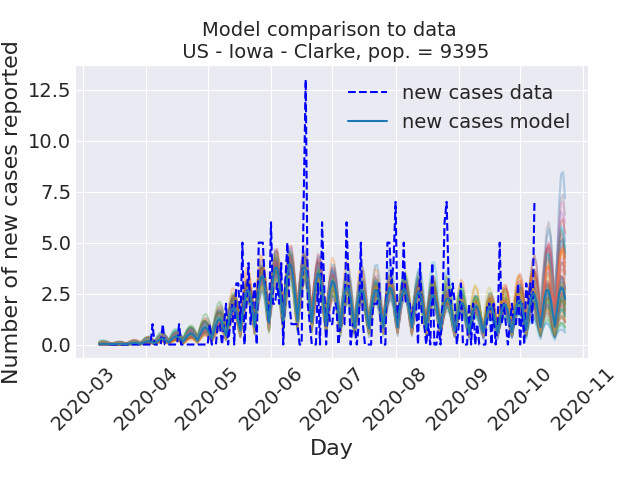 Model comparison to data
US - Iowa - Clarke, pop. = 9395
Number of new cases reported
12.5
10.0
7.5
5.0
2.5
0.0
new cases data
new cases model
2020-03
2020-04
2020-05
2020-06
2020-07
2020-08
2020-09
2020-10
2020-11
Day